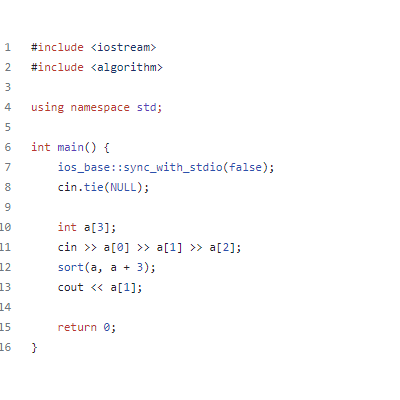 1 #include <iostream>
2 #include <algorithm>
3
4 using namespace std;
5
6 int main() {
7     ios_base::sync_with_stdio(false);
8     cin.tie(NULL);
9
10     int a[3];
11     cin >> a[0] >> a[1] >> a[2];
12     sort(a, a + 3);
13     cout << a[1];
14
15     return 0;
16 }